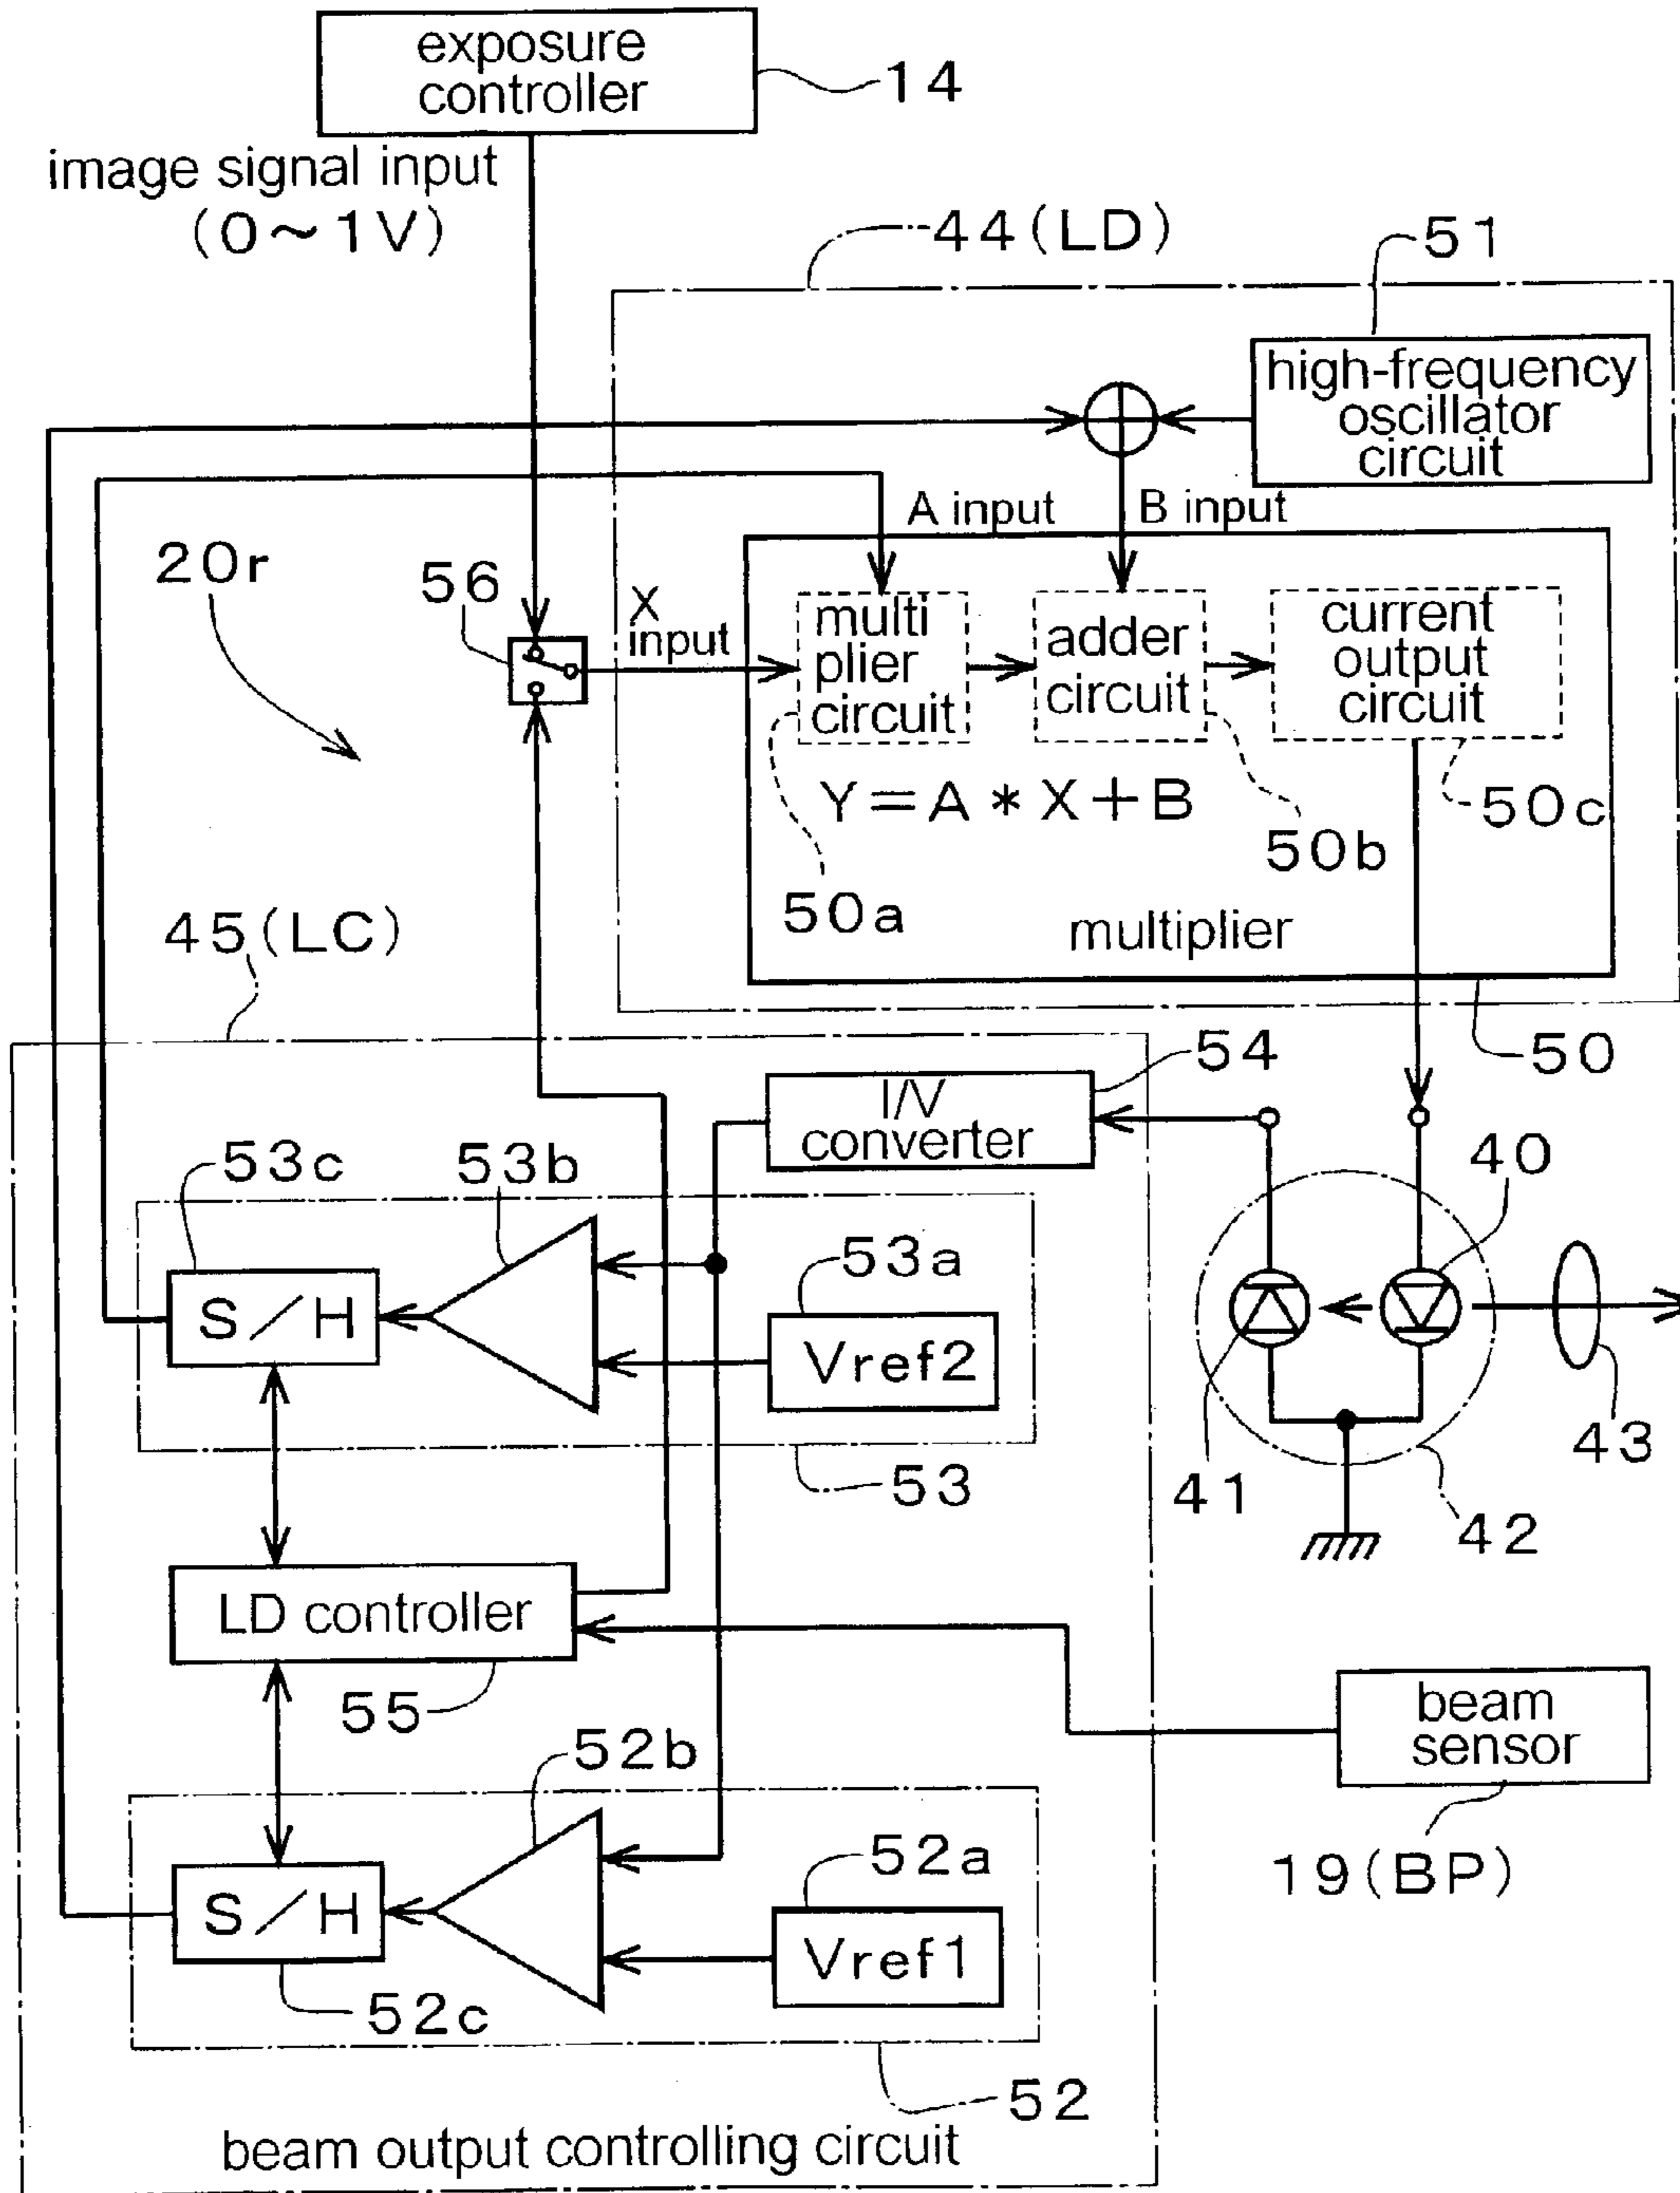 exposure
controller
14
image signal input
(0~1V)
44(LD)
51
high-frequency
oscillator
circuit
A input
B input
20r
56
X
input
multi
plier
circuit
adder
circuit
current
output
circuit
Y=A*X+B
50c
50b
50a
multiplier
45(LC)
50
54
I/V
converter
53c
53b
40
53a
S/H
Vref2
41
43
53
42
LD controller
55
beam
sensor
52b
52a
19(BP)
S/H
Vref1
52c
52
beam output controlling circuit